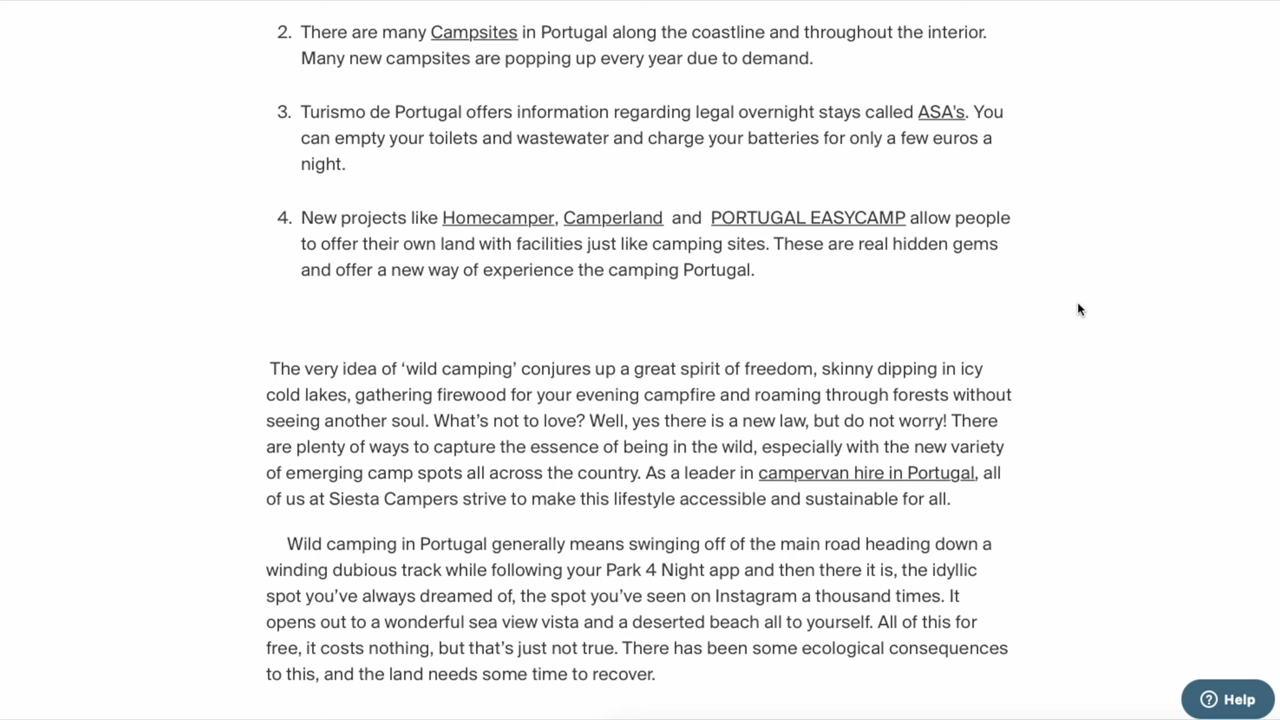 2. There are many Campsites in Portugal along the coastline and throughout the interior.
Many new campsites are popping up every year due to demand.
3. Turismo de Portugal offers information regarding legal overnight stays called ASA's. You
can empty your toilets and wastewater and charge your batteries for only a few euros a
night.
4. New projects like Homecamper, Camperland and PORTUGAL EASYCAMP allow people
to offer their own land with facilities just like camping sites. These are real hidden gems
and offer a new way of experience the camping Portugal.
The very idea of ‘wild camping’ conjures up a great spirit of freedom, skinny dipping in icy
cold lakes, gathering firewood for your evening campfire and roaming through forests without
seeing another soul. What’s not to love? Well, yes there is a new law, but do not worry! There
are plenty of ways to capture the essence of being in the wild, especially with the new variety
of emerging camp spots all across the country. As a leader in campervan hire in Portugal, all
of us at Siesta Campers strive to make this lifestyle accessible and sustainable for all.
Wild camping in Portugal generally means swinging off of the main road heading down a
winding dubious track while following your Park 4 Night app and then there it is, the idyllic
spot you’ve always dreamed of, the spot you’ve seen on Instagram a thousand times. It
opens out to a wonderful sea view vista and a deserted beach all to yourself. All of this for
free, it costs nothing, but that’s just not true. There has been some ecological consequences
to this, and the land needs some time to recover.
Help